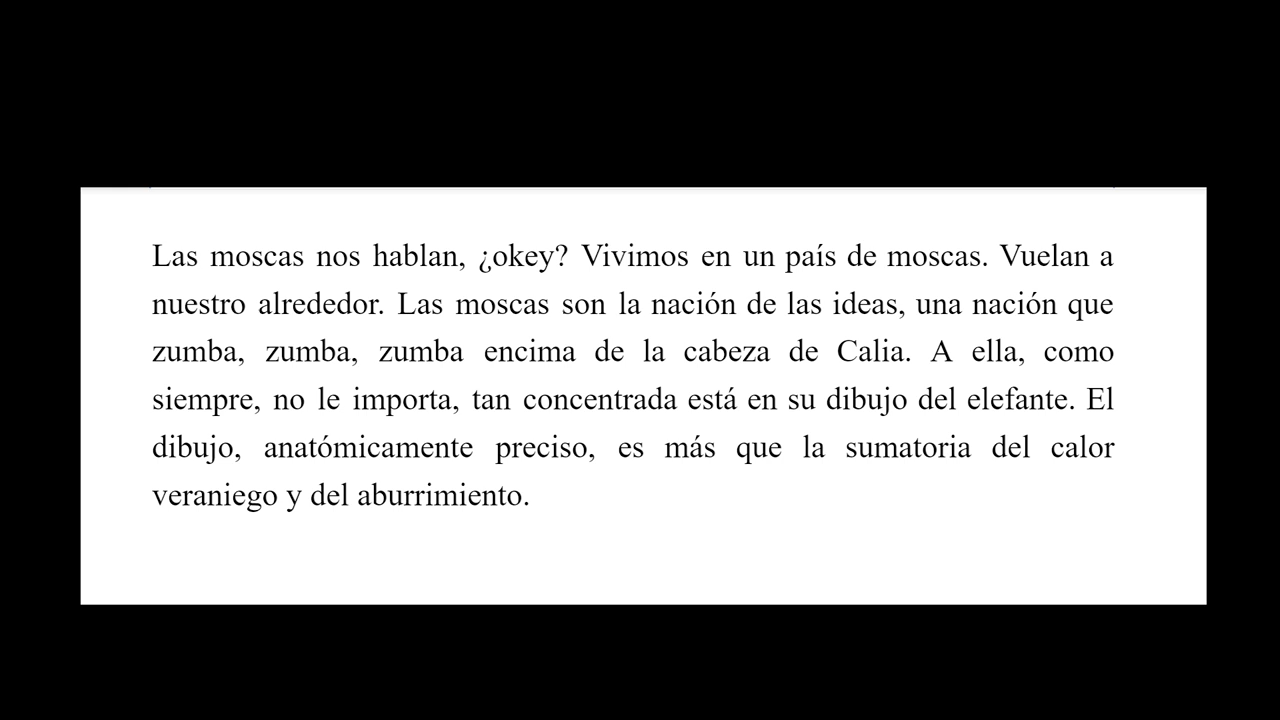 Las moscas nos hablan, ¿okey? Vivimos en un país de moscas. Vuelan a
nuestro alrededor. Las moscas son la nación de las ideas, una nación que
zumba, zumba, zumba encima de la cabeza de Calia. A ella, como
siempre, no le importa, tan concentrada está en su dibujo del elefante. El
dibujo, anatómicamente preciso, es más que la sumatoria del calor
veraniego y del aburrimiento.